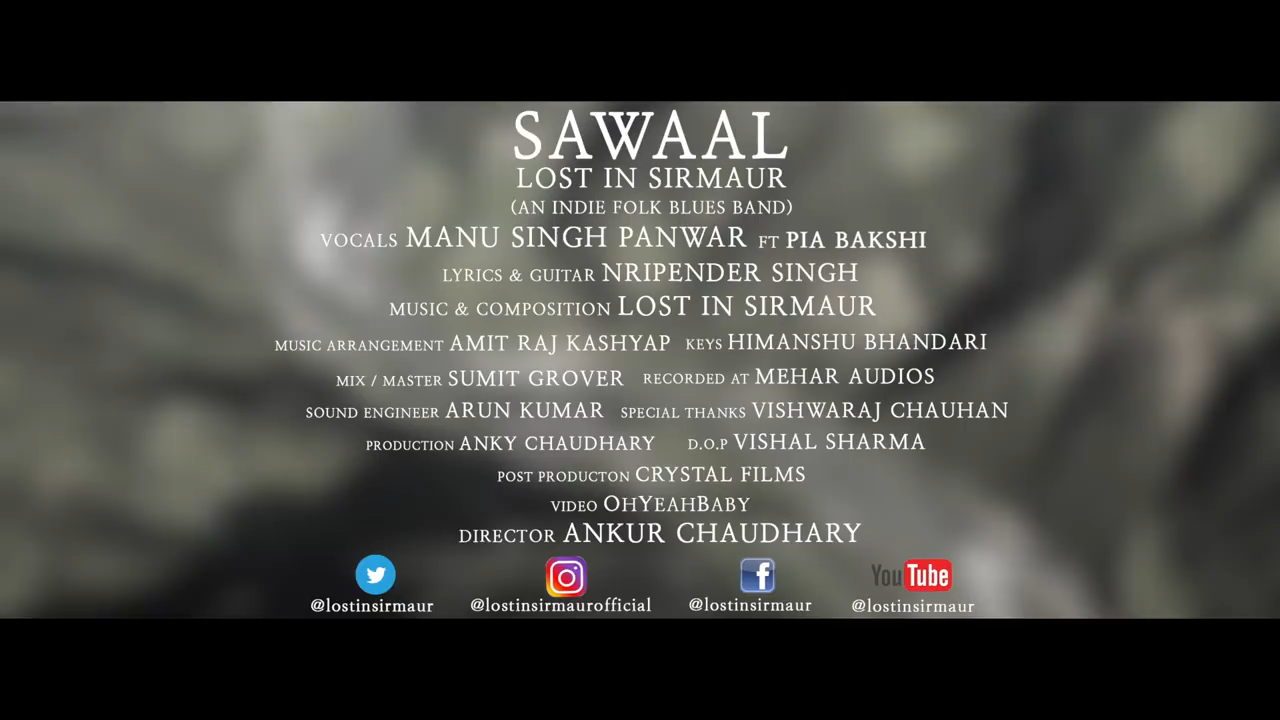 SAWAAL
LOST IN SIRMAUR
(AN INDIE FOLK BLUES BAND)
VOCALS MANU SINGH PANWAR FT PIA BAKSHI
LYRICS & GUITAR NRIPENDER SINGH
MUSIC & COMPOSITION LOST IN SIRMAUR
MUSIC ARRANGEMENT AMIT RAJ KASHYAP KEYS HIMANSHU BHANDARI
MIX / MASTER SUMIT GROVER RECORDED AT MEHAR AUDIOS
SOUND ENGINEER ARUN KUMAR SPECIAL THANKS VISHWARAJ CHAUHAN
PRODUCTION ANKY CHAUDHARY D.O.P VISHAL SHARMA
POST PRODUCTON CRYSTAL FILMS
VIDEO OHYEAHBABY
DIRECTOR ANKUR CHAUDHARY
YouTube
@lostinsirmaur @lostinsirmaurofficial @lostinsirmaur @lostinsirmaur